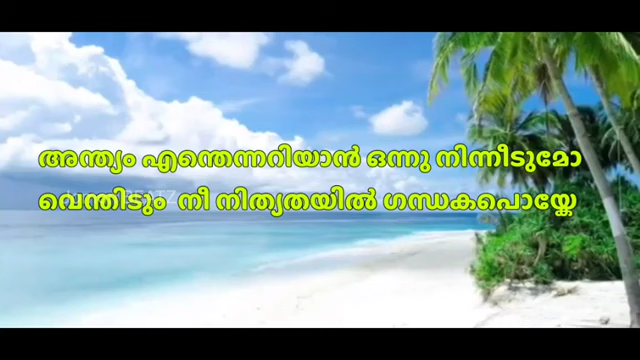 അന്ത്യം എന്തെന്നറിയാൻ ഒന്നു നിന്നീടുമോ
വെന്തിടും നീ നിത്യതയിൽ ഗന്ധകപൊയ്കേ